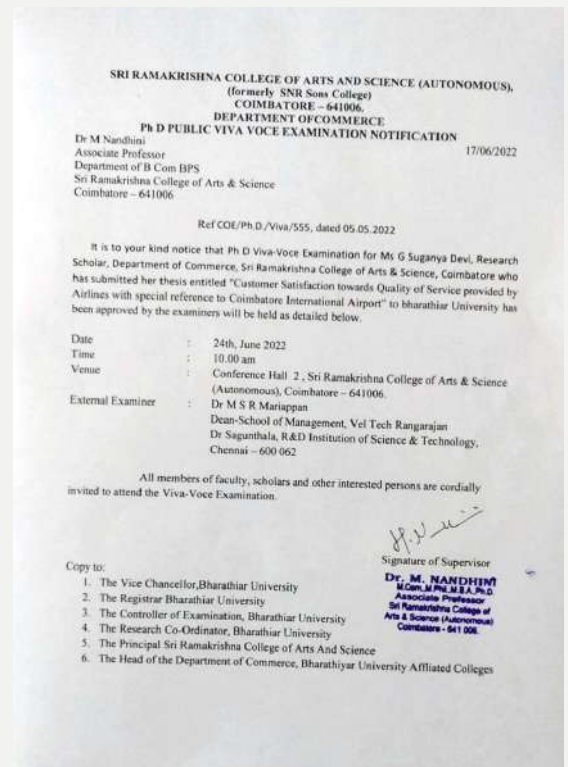 SRI RAMAKRISHNA COLLEGE OF ARTS AND SCIENCE (AUTONOMOUS),
(formerly SNR Sons College)
COIMBATORE – 641006.
DEPARTMENT OFCOMMERCE
Ph D PUBLIC VIVA VOCE EXAMINATION NOTIFICATION
17/06/2022
Dr M Nandhini
Associate Professor
Department of B Com BPS
Sri Ramakrishna College of Arts & Science
Coimbatore – 641006
Ref COE/Ph.D./Viva/555, dated 05.05.2022
It is to your kind notice that Ph D Viva-Voce Examination for Ms G Suganya Devi, Research
Scholar, Department of Commerce, Sri Ramakrishna College of Arts & Science, Coimbatore who
has submitted her thesis entitled "Customer Satisfaction towards Quality of Service provided by
Airlines with special reference to Coimbatore International Airport" to bharathiar University has
been approved by the examiners will be held as detailed below.
Date : 24th, June 2022
Time : 10.00 am
Venue : Conference Hall 2 , Sri Ramakrishna College of Arts & Science
(Autonomous), Coimbatore – 641006.
External Examiner : Dr M S R Mariappan
Dean-School of Management, Vel Tech Rangarajan
Dr Sagunthala, R&D Institution of Science & Technology,
Chennai – 600 062
All members of faculty, scholars and other interested persons are cordially
invited to attend the Viva-Voce Examination.
Signature of Supervisor
Dr. M. NANDHINI
M.Com.,M.Phil.,M.B.A.,Ph.D.
Associate Professor
Sri Ramakrishna College of
Arts & Science (Autonomous)
Coimbatore - 641 006.
Copy to:
1. The Vice Chancellor,Bharathiar University
2. The Registrar Bharathiar University
3. The Controller of Examination, Bharathiar University
4. The Research Co-Ordinator, Bharathiar University
5. The Principal Sri Ramakrishna College of Arts And Science
6. The Head of the Department of Commerce, Bharathiyar University Affliated Colleges